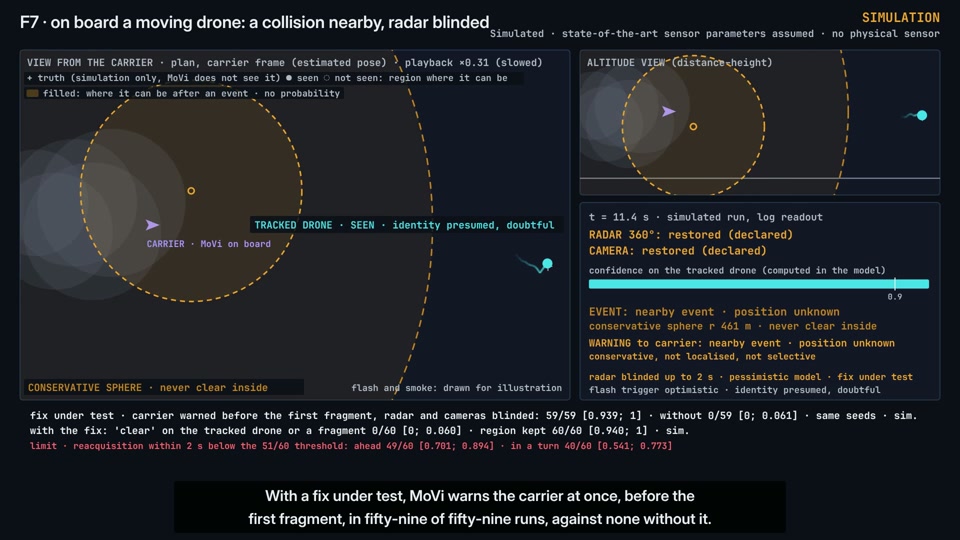 F7 · on board a moving drone: a collision nearby, radar blinded
SIMULATION
Simulated · state-of-the-art sensor parameters assumed · no physical sensor
VIEW FROM THE CARRIER · plan, carrier frame (estimated pose) · playback ×0.31 (slowed)
+ truth (simulation only, MoVi does not see it) ● seen ○ not seen: region where it can be
filled: where it can be after an event · no probability
TRACKED DRONE · SEEN · identity presumed, doubtful
CARRIER · MoVi on board
CONSERVATIVE SPHERE · never clear inside
flash and smoke: drawn for illustration
ALTITUDE VIEW (distance-height)
t = 11.4 s · simulated run, log readout
RADAR 360°: restored (declared)
CAMERA: restored (declared)
confidence on the tracked drone (computed in the model)
0.9
EVENT: nearby event · position unknown
conservative sphere r 461 m · never clear inside
WARNING to carrier: nearby event · position unknown
conservative, not localised, not selective
radar blinded up to 2 s · pessimistic model · fix under test
flash trigger optimistic · identity presumed, doubtful
fix under test · carrier warned before the first fragment, radar and cameras blinded: 59/59 [0.939; 1] · without 0/59 [0; 0.061] · same seeds · sim.
with the fix: 'clear' on the tracked drone or a fragment 0/60 [0; 0.060] · region kept 60/60 [0.940; 1] · sim.
limit · reacquisition within 2 s below the 51/60 threshold: ahead 49/60 [0.701; 0.894] · in a turn 40/60 [0.541; 0.773]
With a fix under test, MoVi warns the carrier at once, before the
first fragment, in fifty-nine of fifty-nine runs, against none without it.